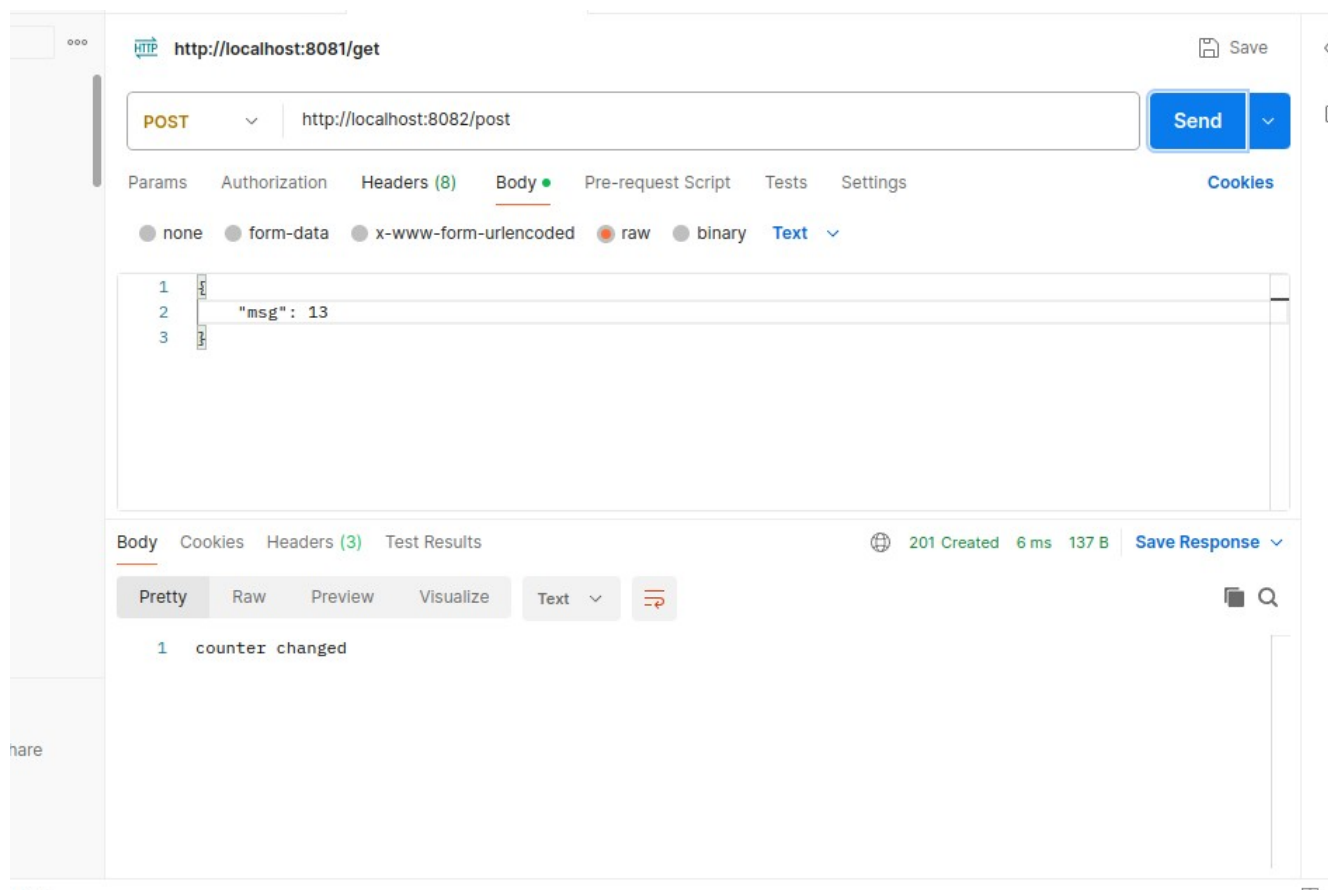 ooo HTTP http://localhost:8081/get Save
POST http://localhost:8082/post Send
Params Authorization Headers (8) Body Pre-request Script Tests Settings Cookies
none form-data x-www-form-urlencoded raw binary Text
1 {
2 "msg": 13
3 }
Body Cookies Headers (3) Test Results 201 Created 6 ms 137 B Save Response
Pretty Raw Preview Visualize Text
1 counter changed
hare